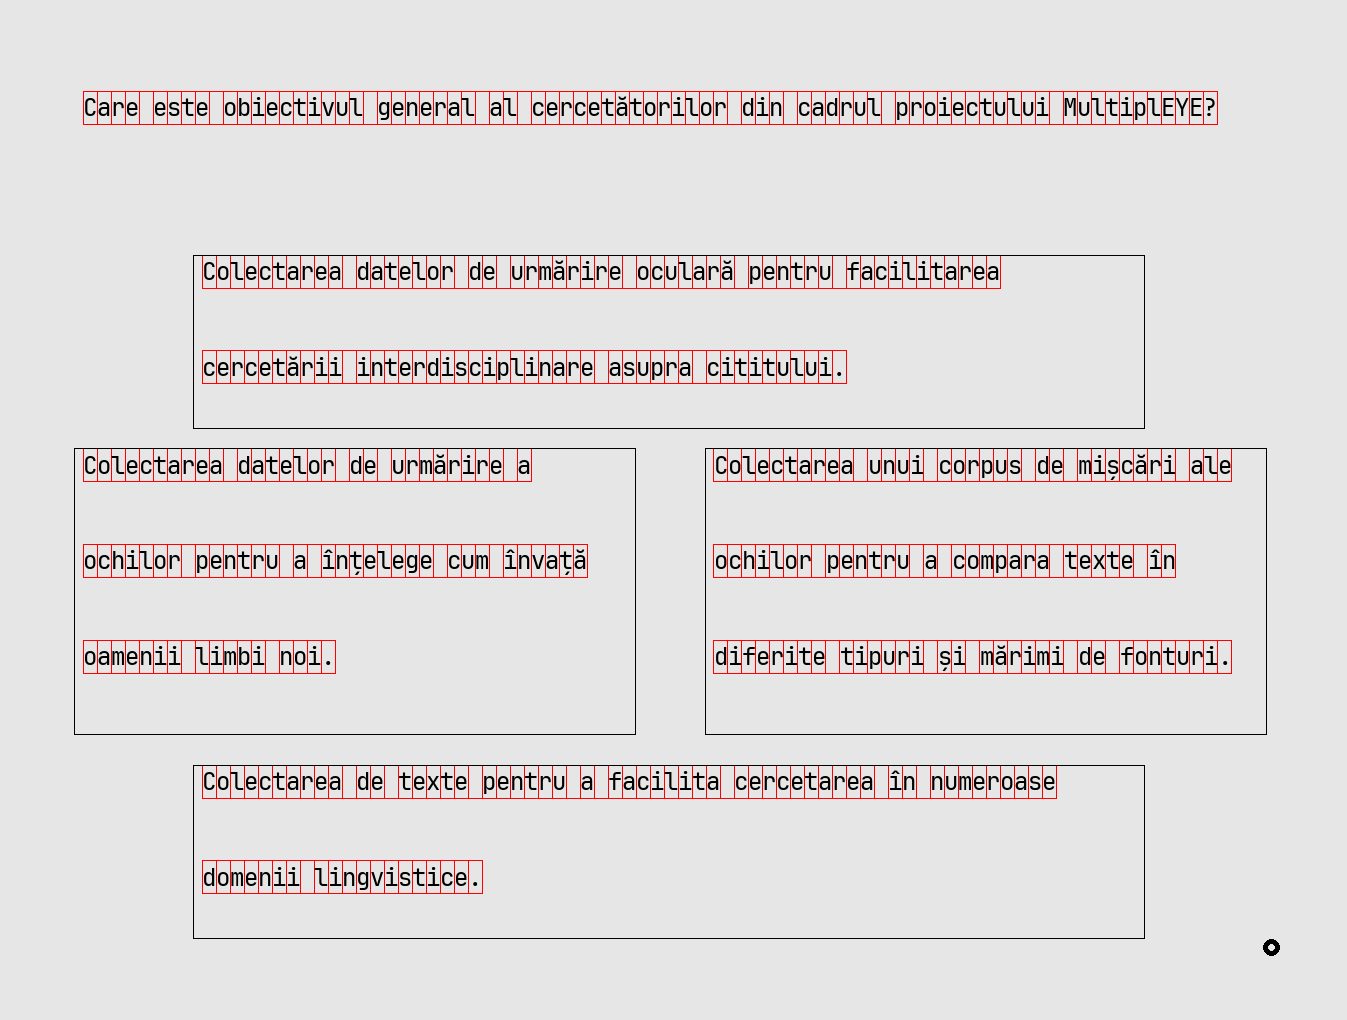 Care este obiectivul general al cercetătorilor din cadrul proiectului MultiplEYE?
Colectarea datelor de urmărire oculară pentru facilitarea
cercetării interdisciplinare asupra cititului.
Colectarea datelor de urmărire a
ochilor pentru a înțelege cum învață
oamenii limbi noi.
Colectarea unui corpus de mișcări ale
ochilor pentru a compara texte în
diferite tipuri și mărimi de fonturi.
Colectarea de texte pentru a facilita cercetarea în numeroase
domenii lingvistice.